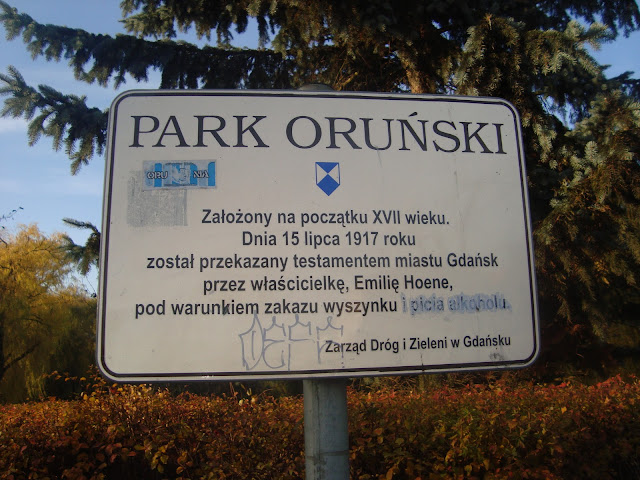 PARK ORUŃSKI
ORU NIA
Założony na początku XVII wieku.
Dnia 15 lipca 1917 roku
został przekazany testamentem miastu Gdańsk
przez właścicielkę, Emilię Hoene,
pod warunkiem zakazu wyszynku i picia alkoholu.
Zarząd Dróg i Zieleni w Gdańsku